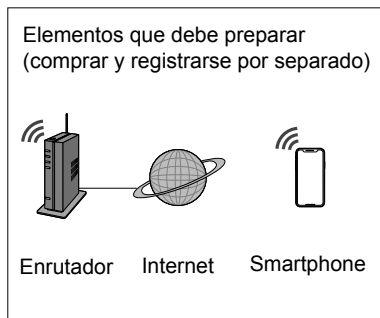 Elementos que debe preparar
(comprar y registrarse por separado)
Enrutador Internet Smartphone